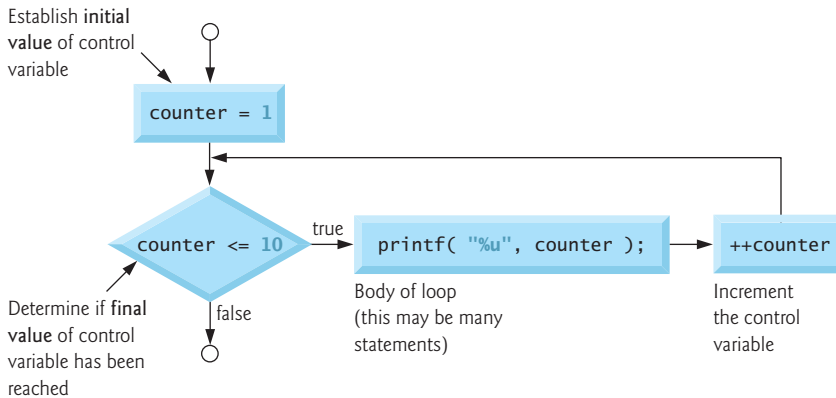 Establish initial
value of control
variable
counter = 1
counter <= 10
true
printf( "%u", counter );
++counter
Determine if final
value of control
variable has been
reached
false
Body of loop
(this may be many
statements)
Increment
the control
variable